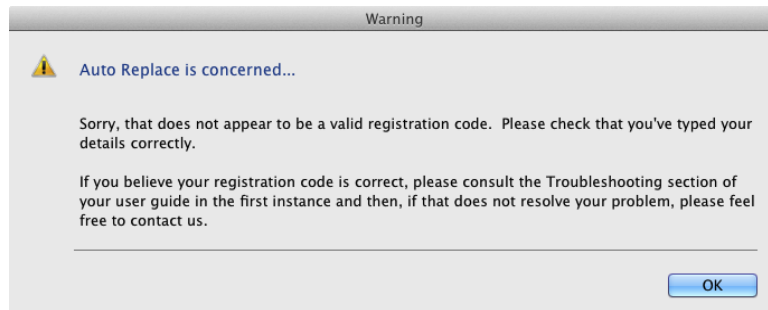 Warning
Auto Replace is concerned...
Sorry, that does not appear to be a valid registration code.  Please check that you've typed your
details correctly.
If you believe your registration code is correct, please consult the Troubleshooting section of
your user guide in the first instance and then, if that does not resolve your problem, please feel
free to contact us.
OK